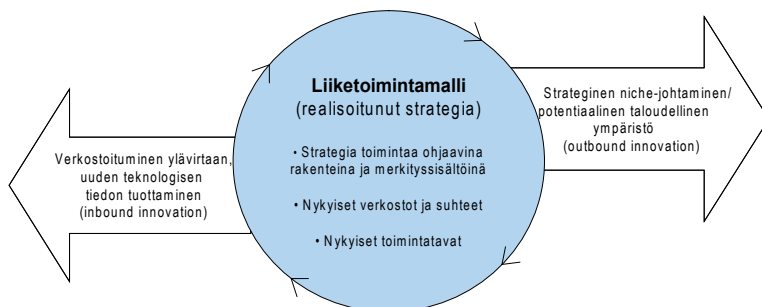 Liiketoimintamalli
(realisoitunut strategia)
• Strategia toimintaa ohjaavina
rakenteina ja merkityssisältöinä
• Nykyiset verkostot ja suhteet
• Nykyiset toimintatavat
Verkostoituminen ylävirtaan,
uuden teknologisen
tiedon tuottaminen
(inbound innovation)
Strateginen niche-johtaminen/
potentiaalinen taloudellinen
ympäristö
(outbound innovation)